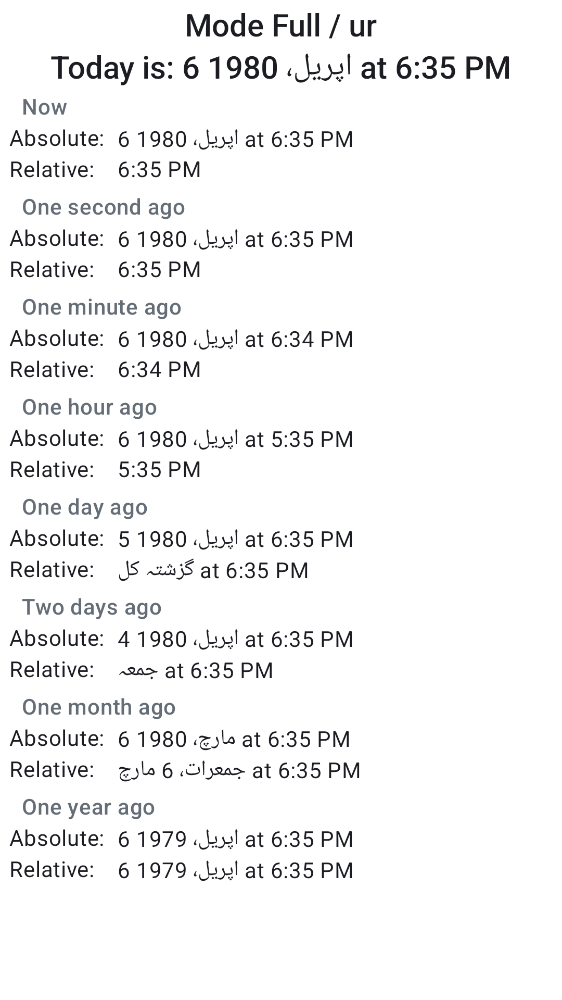 Mode Full / ur
Today is: 6 اپریل، 1980 at 6:35 PM
Now
Absolute: 6 اپریل، 1980 at 6:35 PM
Relative: 6:35 PM
One second ago
Absolute: 6 اپریل، 1980 at 6:35 PM
Relative: 6:35 PM
One minute ago
Absolute: 6 اپریل، 1980 at 6:34 PM
Relative: 6:34 PM
One hour ago
Absolute: 6 اپریل، 1980 at 5:35 PM
Relative: 5:35 PM
One day ago
Absolute: 5 اپریل، 1980 at 6:35 PM
Relative: گزشتہ کل at 6:35 PM
Two days ago
Absolute: 4 اپریل، 1980 at 6:35 PM
Relative: جمعہ at 6:35 PM
One month ago
Absolute: 6 مارچ، 1980 at 6:35 PM
Relative: جمعرات، 6 مارچ at 6:35 PM
One year ago
Absolute: 6 اپریل، 1979 at 6:35 PM
Relative: 6 اپریل، 1979 at 6:35 PM